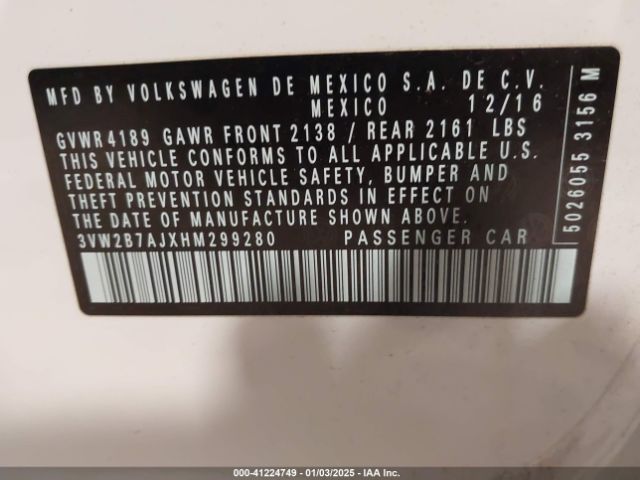 MFD BY VOLKSWAGEN DE MEXICO S.A. DE C.V.
MEXICO 12/16
GVWR 4189 GAWR FRONT 2138 / REAR 2161 LBS
THIS VEHICLE CONFORMS TO ALL APPLICABLE U.S.
FEDERAL MOTOR VEHICLE SAFETY, BUMPER AND
THEFT PREVENTION STANDARDS IN EFFECT ON
THE DATE OF MANUFACTURE SHOWN ABOVE.
3VW2B7AJXHM299280 PASSENGER CAR
5026055 3156 M
000-41224749 - 01/03/2025 - IAA Inc.